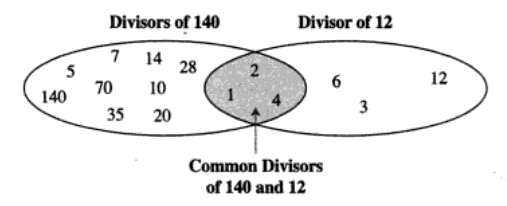 Divisors of 140 Divisor of 12
7 14 2
5 28 6 12
140 70 10 1 4 3
35 20
Common Divisors
of 140 and 12